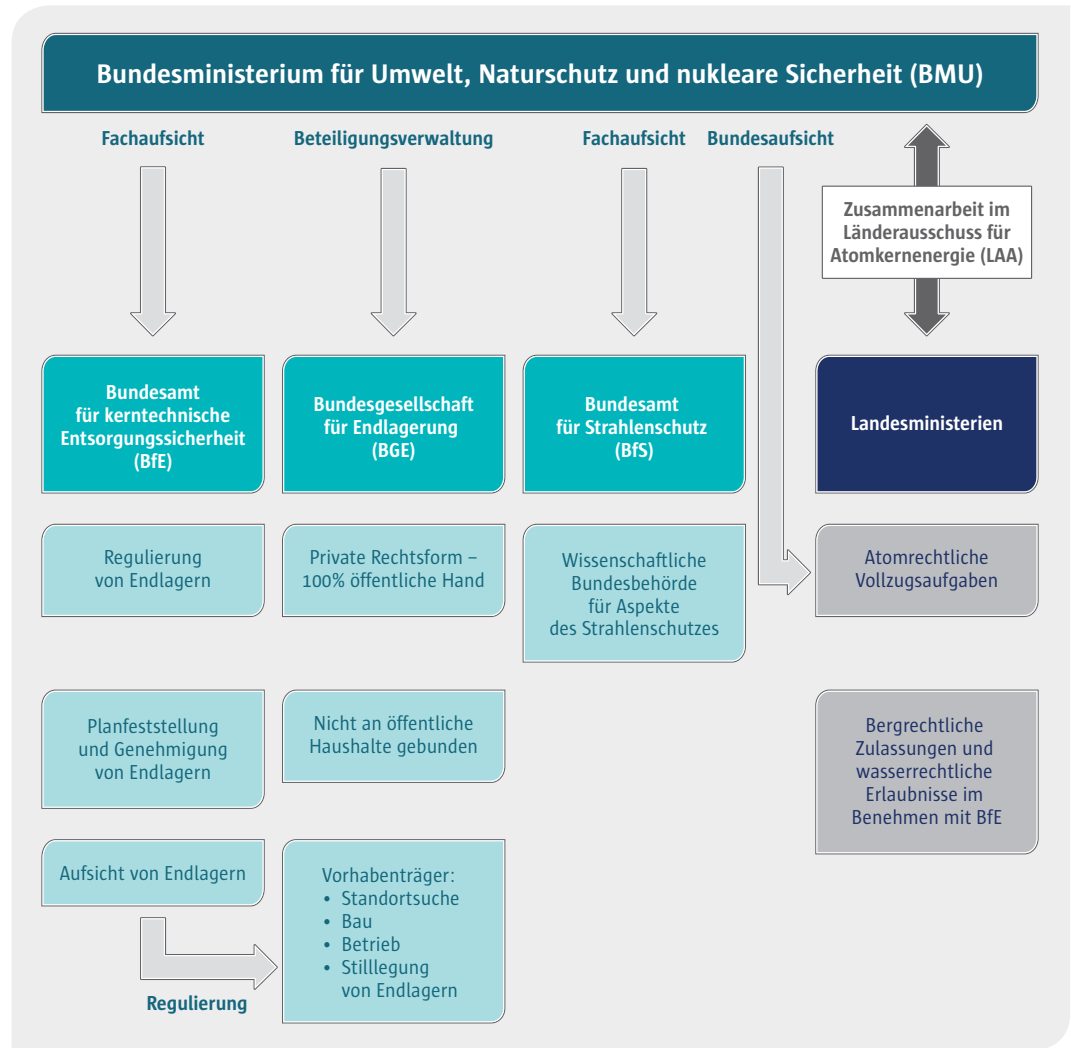 Bundesministerium für Umwelt, Naturschutz und nukleare Sicherheit (BMU)
Fachaufsicht
Beteiligungsverwaltung
Fachaufsicht
Bundesaufsicht
Zusammenarbeit im
Länderausschuss für
Atomkernenergie (LAA)
Bundesamt
für kerntechnische
Entsorgungssicherheit
(BfE)
Bundesgesellschaft
für Endlagerung
(BGE)
Bundesamt
für Strahlenschutz
(BfS)
Landesministerien
Regulierung
von Endlagern
Private Rechtsform –
100% öffentliche Hand
Wissenschaftliche
Bundesbehörde
für Aspekte
des Strahlenschutzes
Atomrechtliche
Vollzugsaufgaben
Planfeststellung
und Genehmigung
von Endlagern
Nicht an öffentliche
Haushalte gebunden
Bergrechtliche
Zulassungen und
wasserrechtliche
Erlaubnisse im
Benehmen mit BfE
Aufsicht von Endlagern
Vorhabenträger:
• Standortsuche
• Bau
• Betrieb
• Stilllegung
von Endlagern
Regulierung